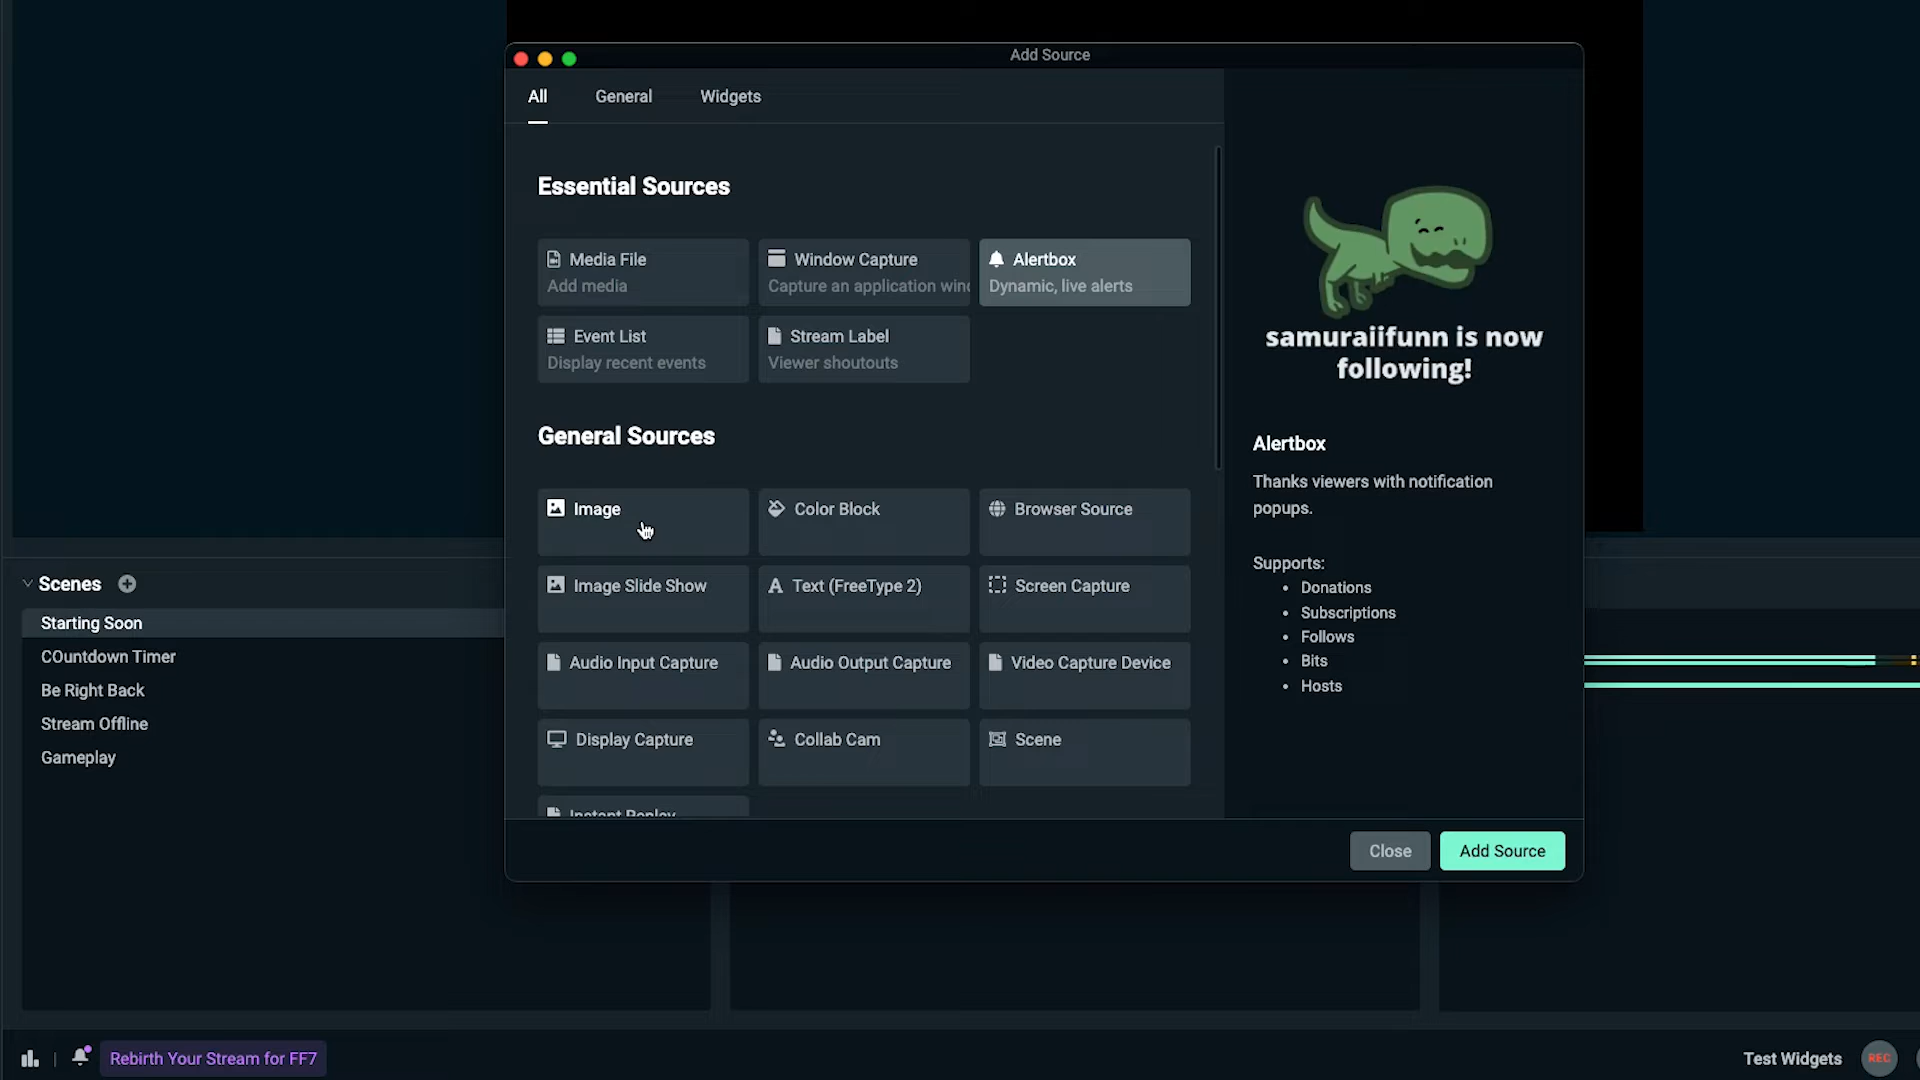 Add Source
All
General
Widgets
Essential Sources
Media File
Add media
Window Capture
Capture an application wind
Alertbox
Dynamic, live alerts
Event List
Display recent events
Stream Label
Viewer shoutouts
General Sources
Image
Color Block
Browser Source
Image Slide Show
Text (FreeType 2)
Screen Capture
Audio Input Capture
Audio Output Capture
Video Capture Device
Display Capture
Collab Cam
Scene
Instant Replay
samuraiifunn is now
following!
Alertbox
Thanks viewers with notification
popups.
Supports:
• Donations
• Subscriptions
• Follows
• Bits
• Hosts
Close
Add Source
Scenes
Starting Soon
COuntdown Timer
Be Right Back
Stream Offline
Gameplay
Rebirth Your Stream for FF7
Test Widgets
REC